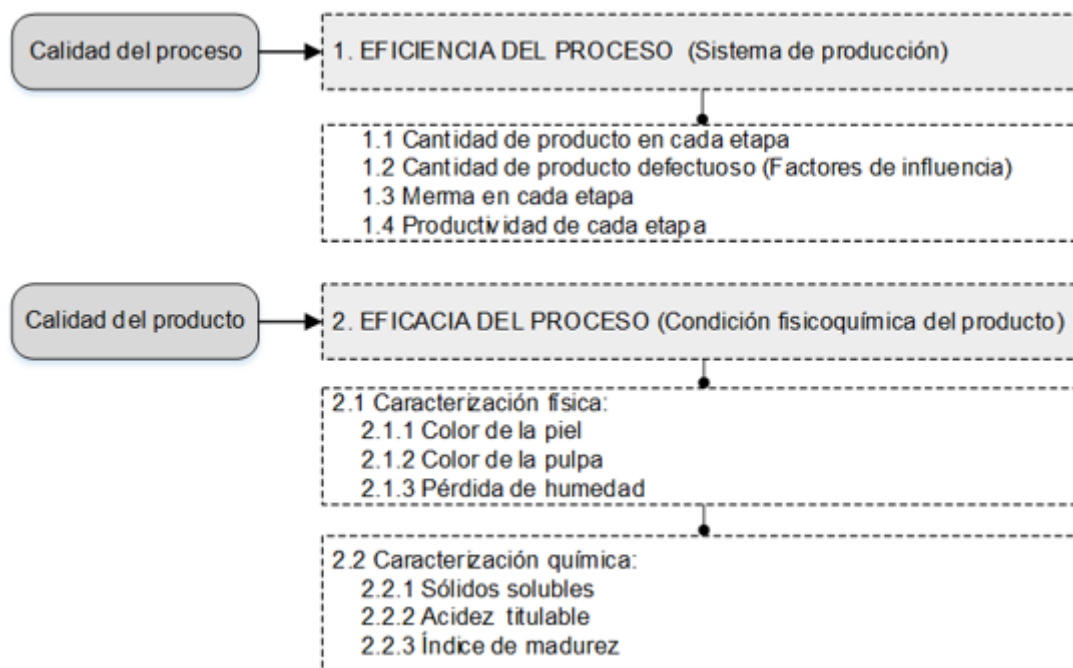 Calidad del proceso
1. EFICIENCIA DEL PROCESO (Sistema de producción)
1.1 Cantidad de producto en cada etapa
1.2 Cantidad de producto defectuoso (Factores de influencia)
1.3 Merma en cada etapa
1.4 Productividad de cada etapa
Calidad del producto
2. EFICACIA DEL PROCESO (Condición fisicoquímica del producto)
2.1 Caracterización física:
2.1.1 Color de la piel
2.1.2 Color de la pulpa
2.1.3 Pérdida de humedad
2.2 Caracterización química:
2.2.1 Sólidos solubles
2.2.2 Acidez titulable
2.2.3 Índice de madurez